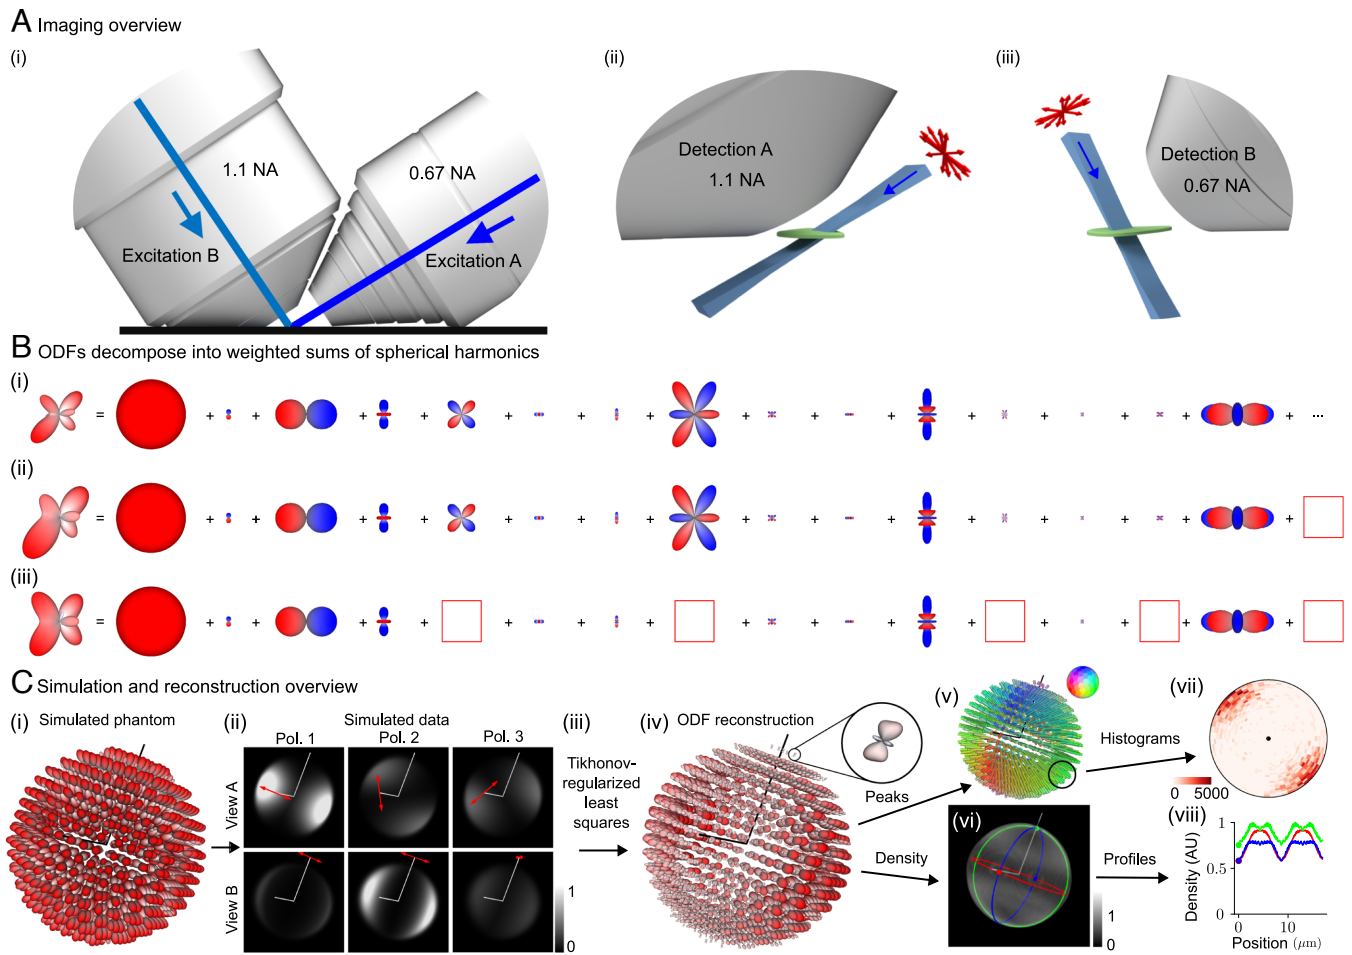 A Imaging overview
(i)
1.1 NA
0.67 NA
Excitation B
Excitation A
(ii)
Detection A
1.1 NA
(iii)
Detection B
0.67 NA
B ODFs decompose into weighted sums of spherical harmonics
(i)
= + + + + + + + + + + + + + + ...
(ii)
= + + + + + + + + + + + + + +
(iii)
= + + + + + + + + + + + + + +
C Simulation and reconstruction overview
(i) Simulated phantom
(ii) Simulated data
Pol. 1 Pol. 2 Pol. 3
View A
View B
1
0
(iii)
Tikhonov-
regularized
least
squares
(iv) ODF reconstruction
Peaks
Density
(v)
Histograms
(vi)
1
0
Profiles
(vii)
0 5000
(viii)
Density (AU)
1
0.5
0
0 10
Position (μm)